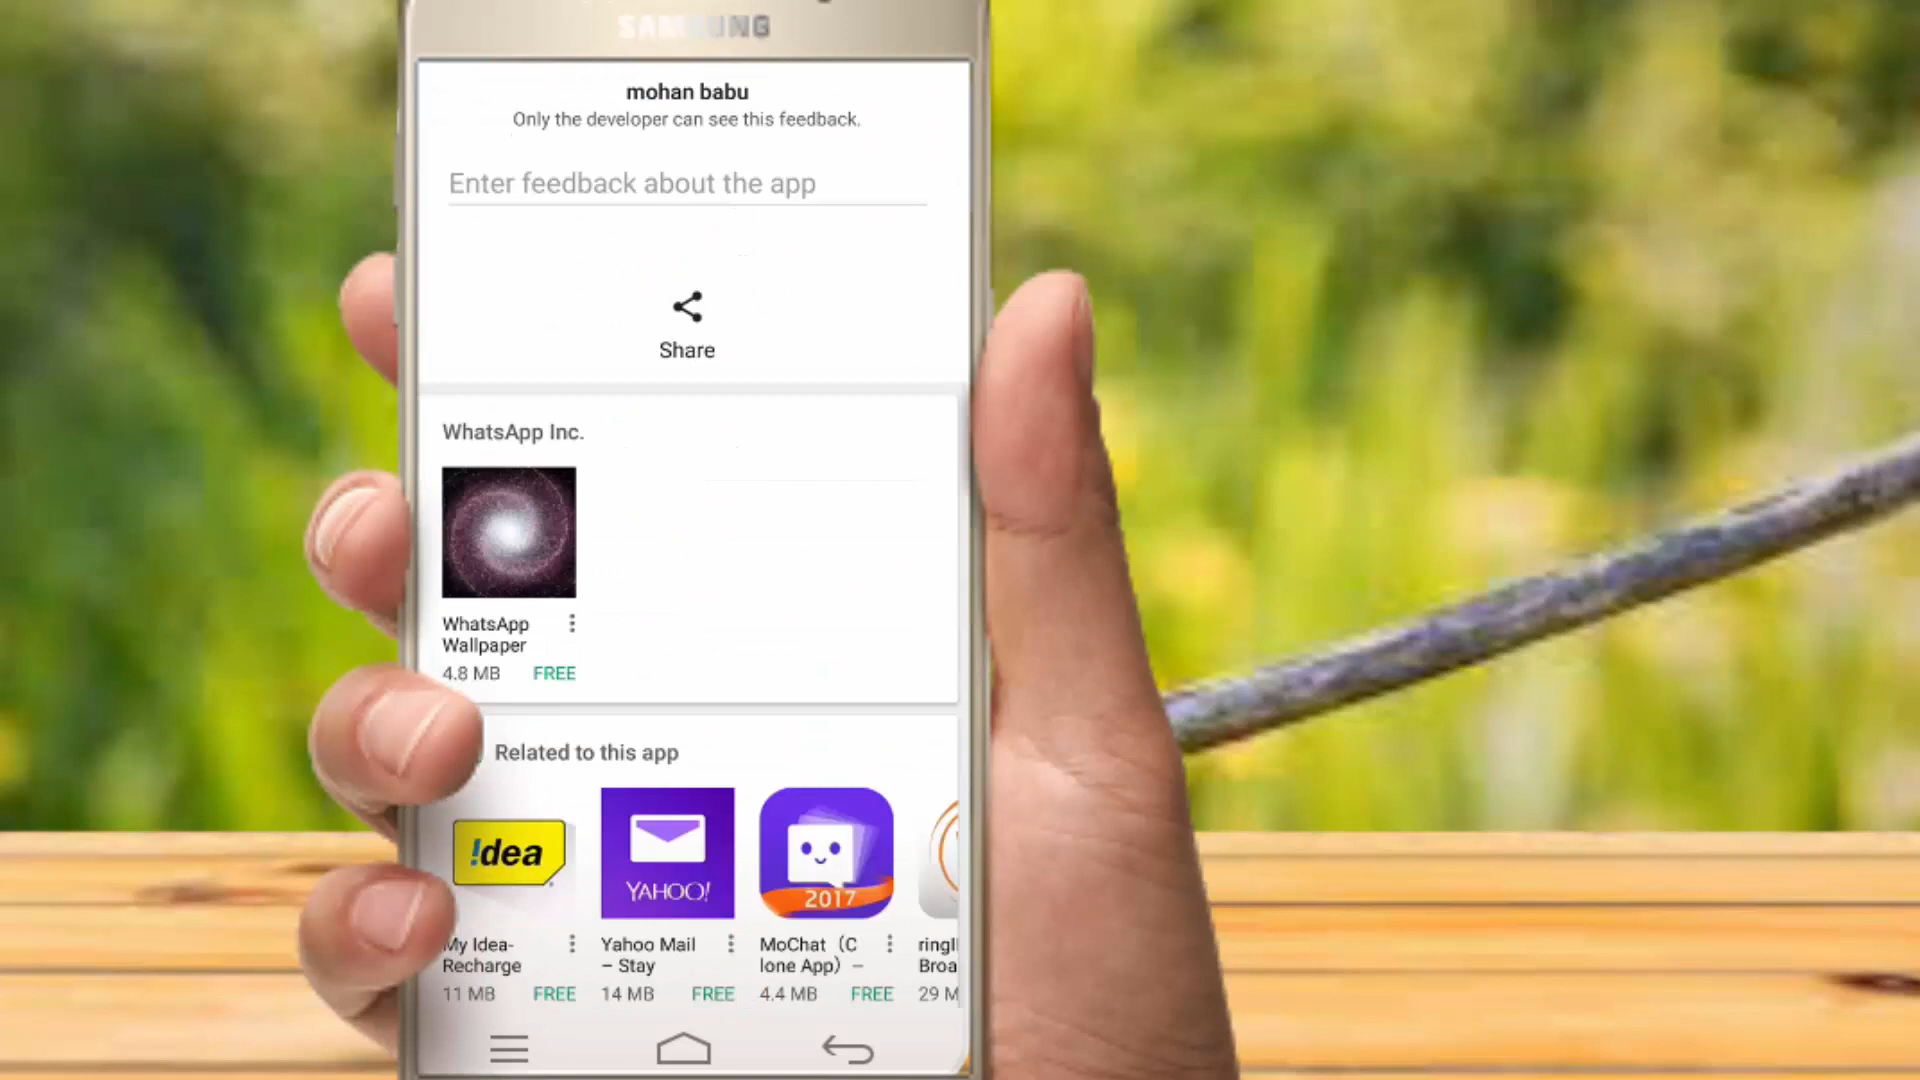 SAMSUNG
mohan babu
Only the developer can see this feedback.
Enter feedback about the app
Share
WhatsApp Inc.
WhatsApp
Wallpaper
4.8 MB FREE
Related to this app
!dea
YAHOO!
2017
My Idea-
Recharge
11 MB FREE
Yahoo Mail
– Stay
14 MB FREE
MoChat（C
lone App）–
4.4 MB FREE
ringI
Broa
29 M